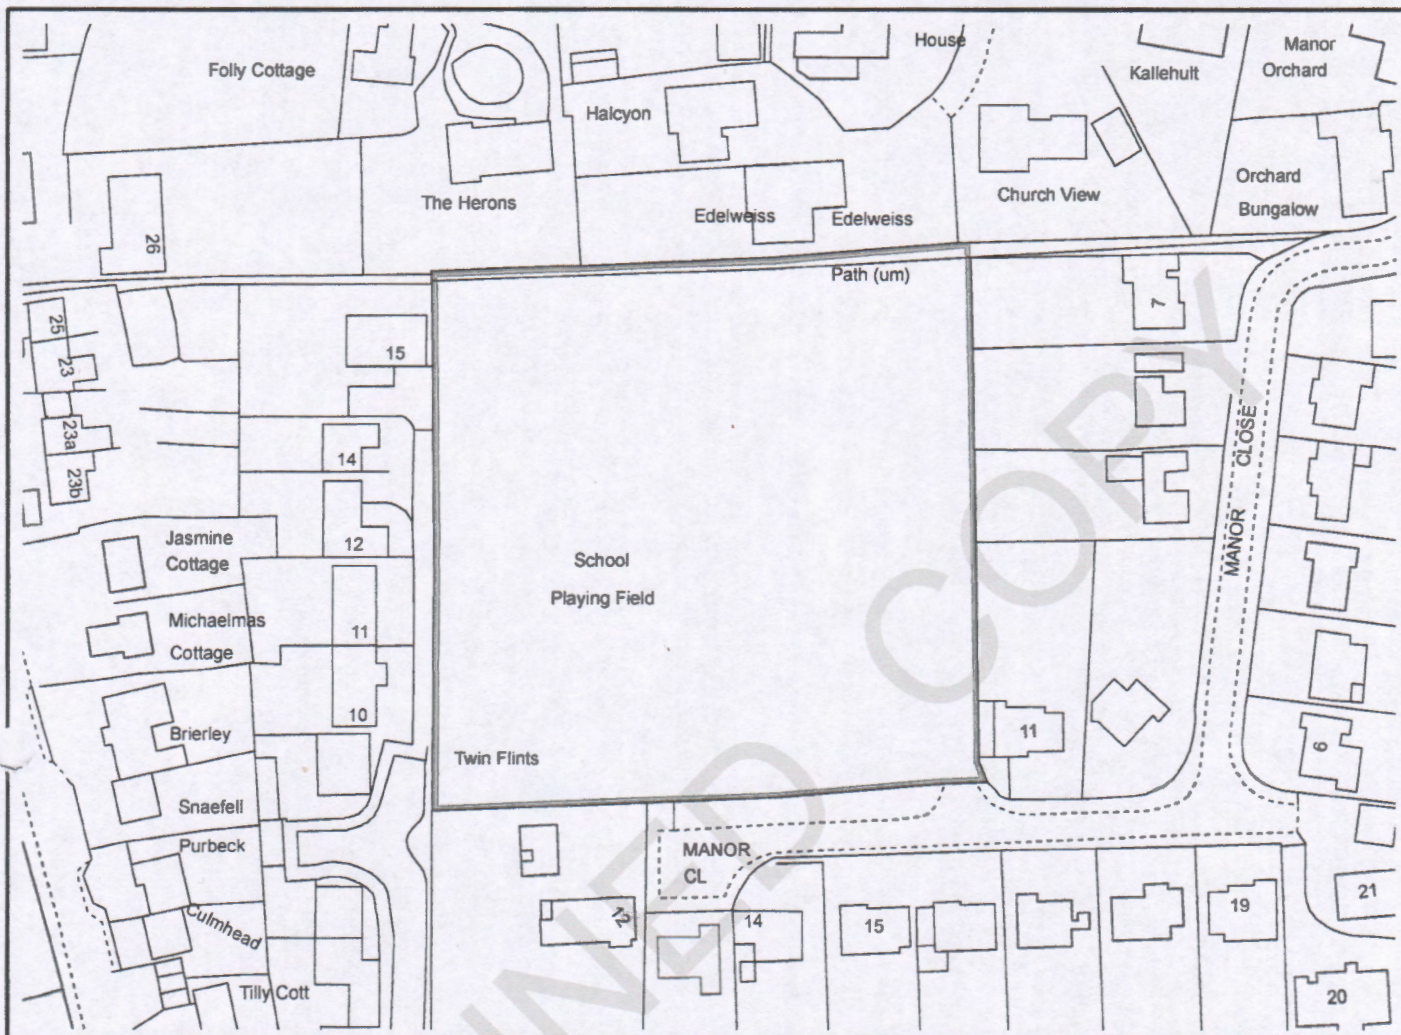 House
Manor
Orchard
Folly Cottage
Kallehult
Halcyon
Orchard
Bungalow
Church View
The Herons
Edelweiss
Edelweiss
26
Path (um)
7
25
23
23a
23b
15
14
12
CLOSE
MANOR
Jasmine
Cottage
School
Playing Field
Michaelmas
Cottage
11
10
Brierley
Twin Flints
11
6
Snaefell
Purbeck
MANOR
CL
Culmhead
12
14
15
19
21
Tilly Cott
20
NED COPY